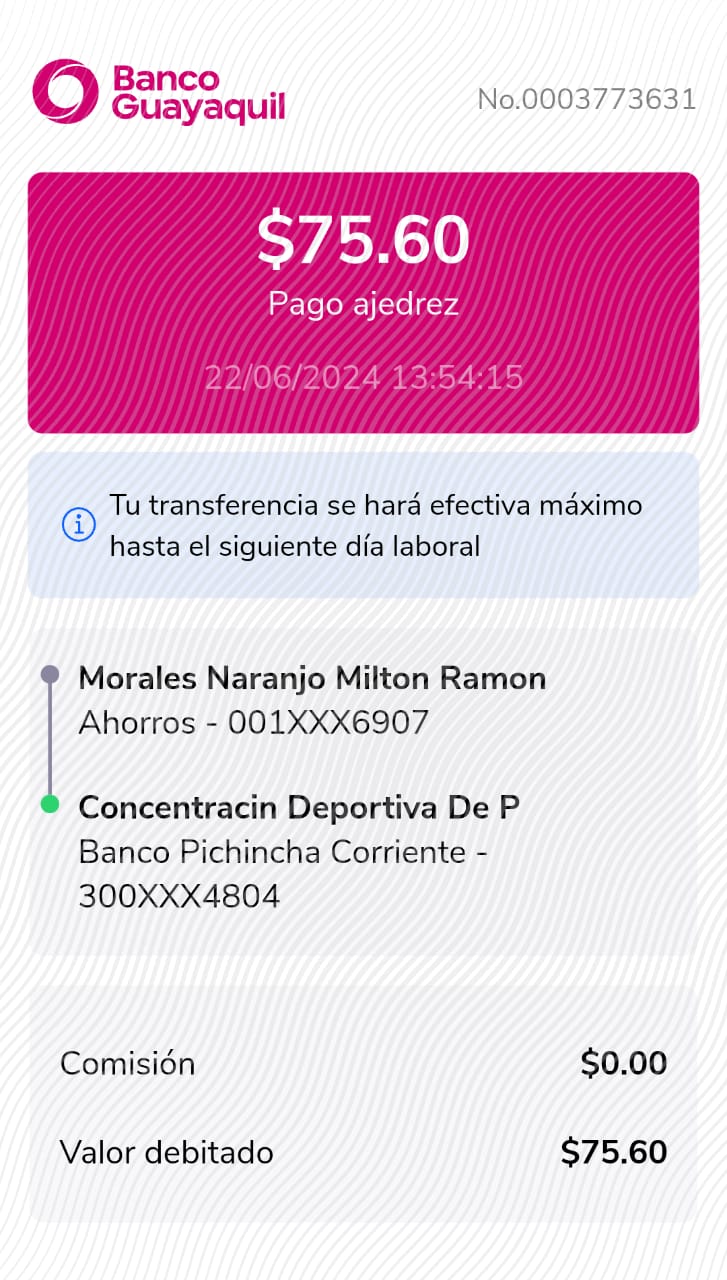 Banco
Guayaquil
No.0003773631
$75.60
Pago ajedrez
22/06/2024 13:54:15
Tu transferencia se hará efectiva máximo
hasta el siguiente día laboral
Morales Naranjo Milton Ramon
Ahorros - 001XXX6907
Concentracin Deportiva De P
Banco Pichincha Corriente -
300XXX4804
Comisión $0.00
Valor debitado $75.60